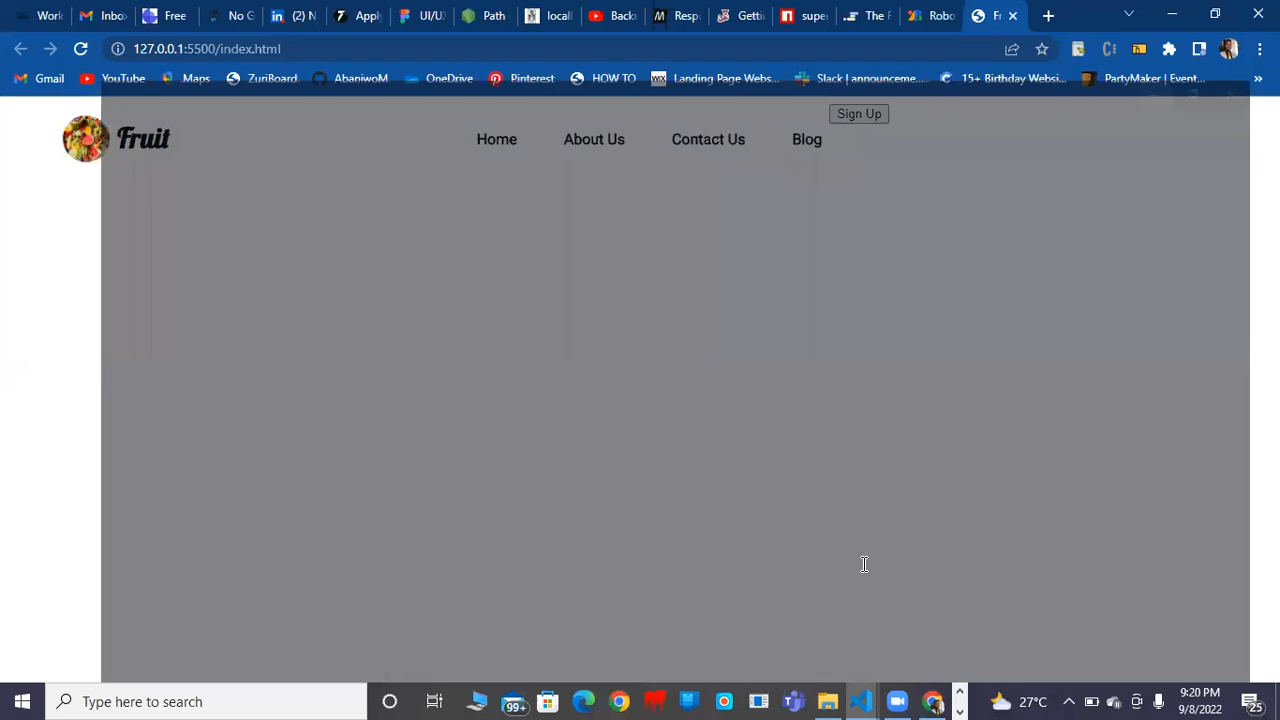 Work
Inbo
Free
No G
(2) N
Apply
UI/UX
Path
locall
Back
Resp
Getti
supe
The F
Robo
Fr
127.0.0.1:5500/index.html
Gmail
YouTube
Maps
ZuriBoard
AbaniwoM
OneDrive
Pinterest
HOW TO
Landing Page Webs...
Slack | announceme...
15+ Birthday Websi...
PartyMaker | Event...
Sign Up
Fruit
Home
About Us
Contact Us
Blog
Type here to search
99+
27°C
9:20 PM
9/8/2022
25